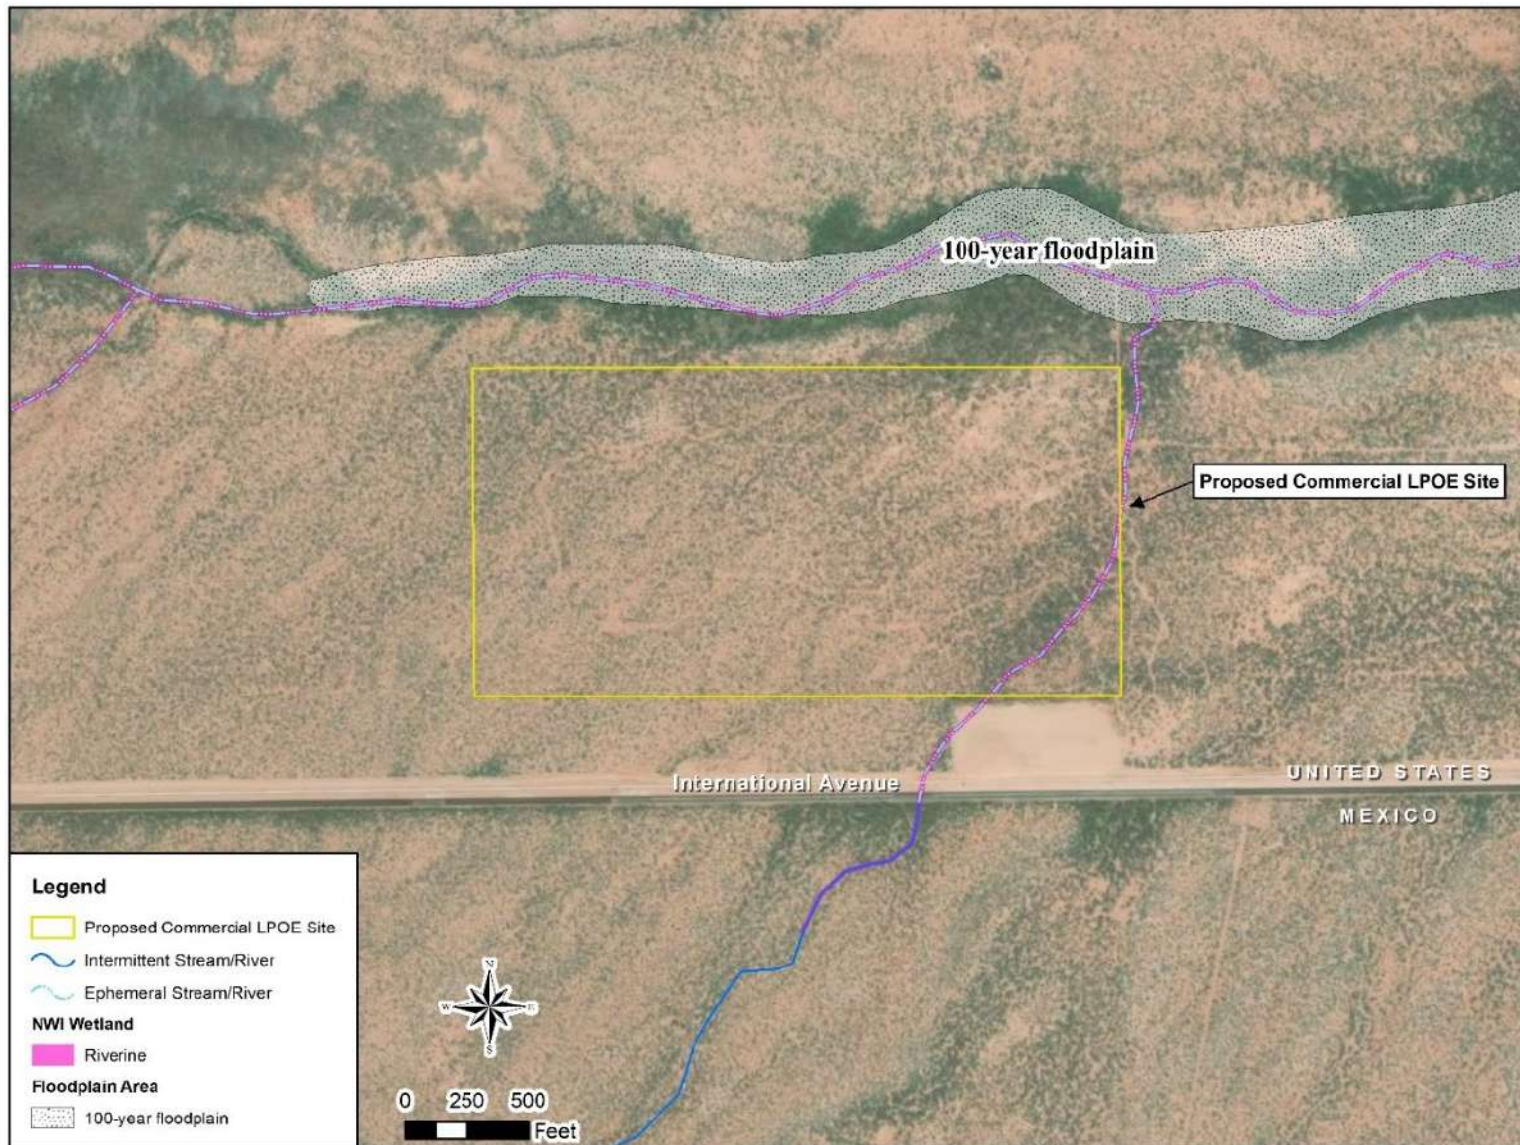 100-year floodplain
Proposed Commercial LPOE Site
International Avenue
UNITED STATES
MEXICO
Legend
Proposed Commercial LPOE Site
Intermittent Stream/River
Ephemeral Stream/River
NWI Wetland
Riverine
Floodplain Area
100-year floodplain
N
W
E
S
0 250 500
Feet